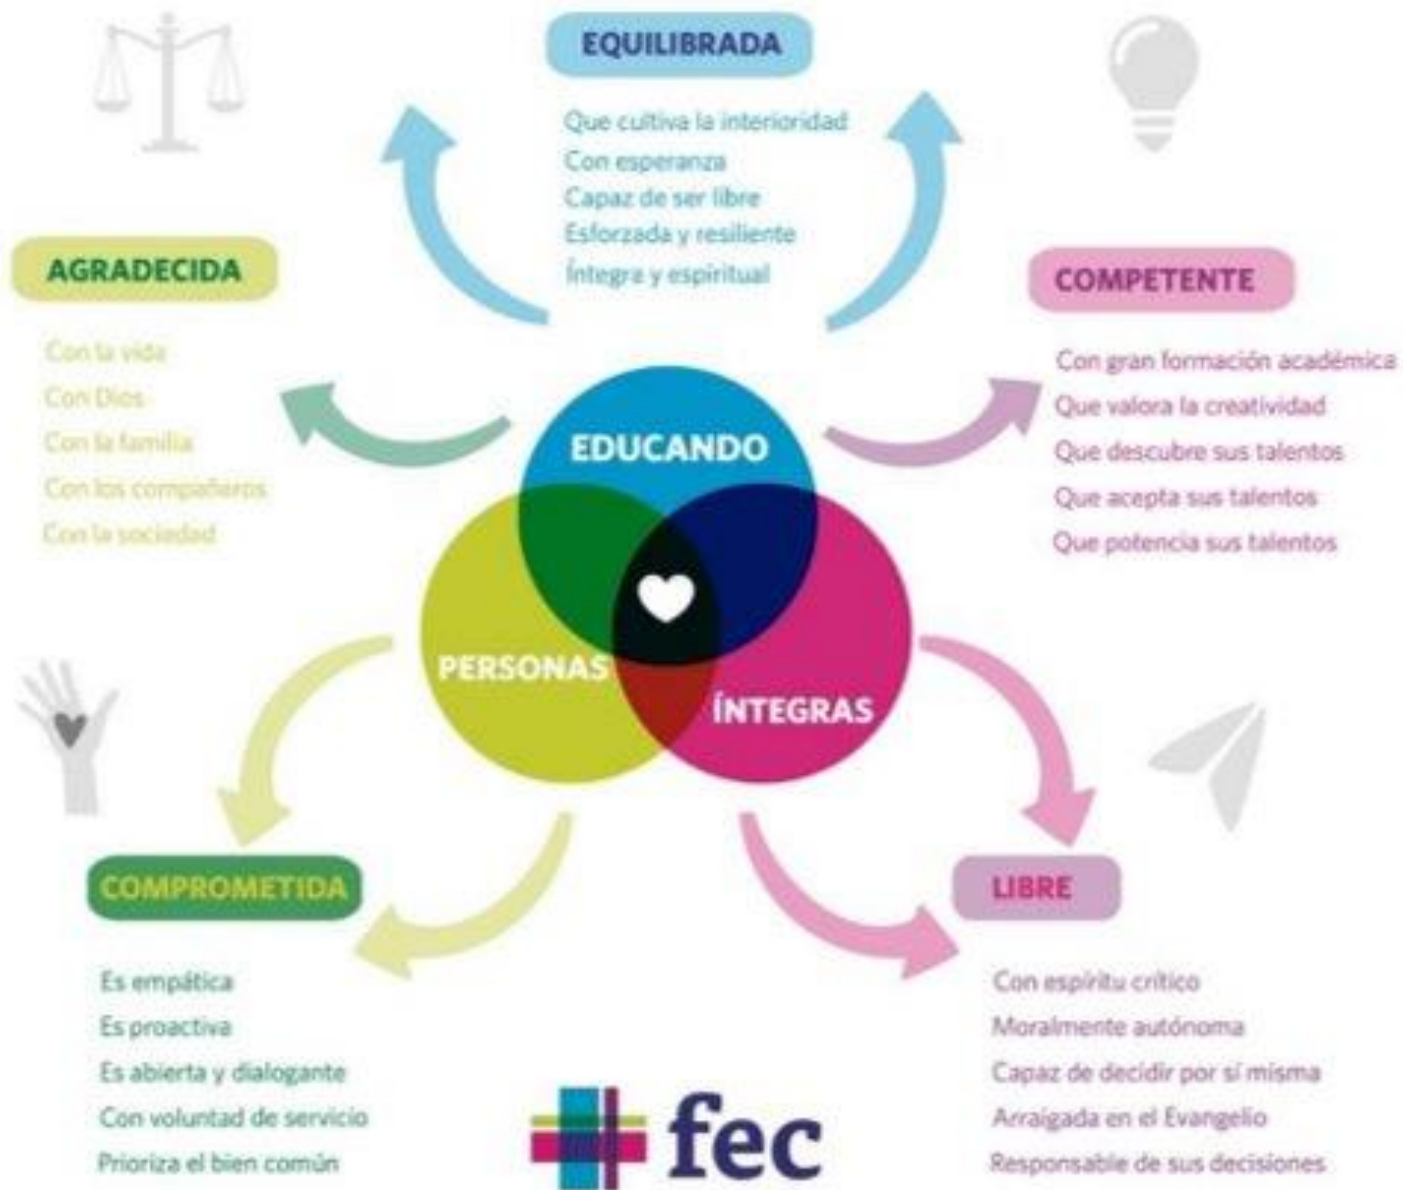 EQUILIBRADA
Que cultiva la interioridad
Con esperanza
Capaz de ser libre
Esforzada y resiliente
Íntegra y espiritual
AGRADECIDA
Con la vida
Con Dios
Con la familia
Con los compañeros
Con la sociedad
COMPETENTE
Con gran formación académica
Que valora la creatividad
Que descubre sus talentos
Que acepta sus talentos
Que potencia sus talentos
EDUCANDO
PERSONAS
ÍNTEGRAS
COMPROMETIDA
Es empática
Es proactiva
Es abierta y dialogante
Con voluntad de servicio
Prioriza el bien común
LIBRE
Con espíritu crítico
Moralmente autónoma
Capaz de decidir por sí misma
Arraigada en el Evangelio
Responsable de sus decisiones
fec